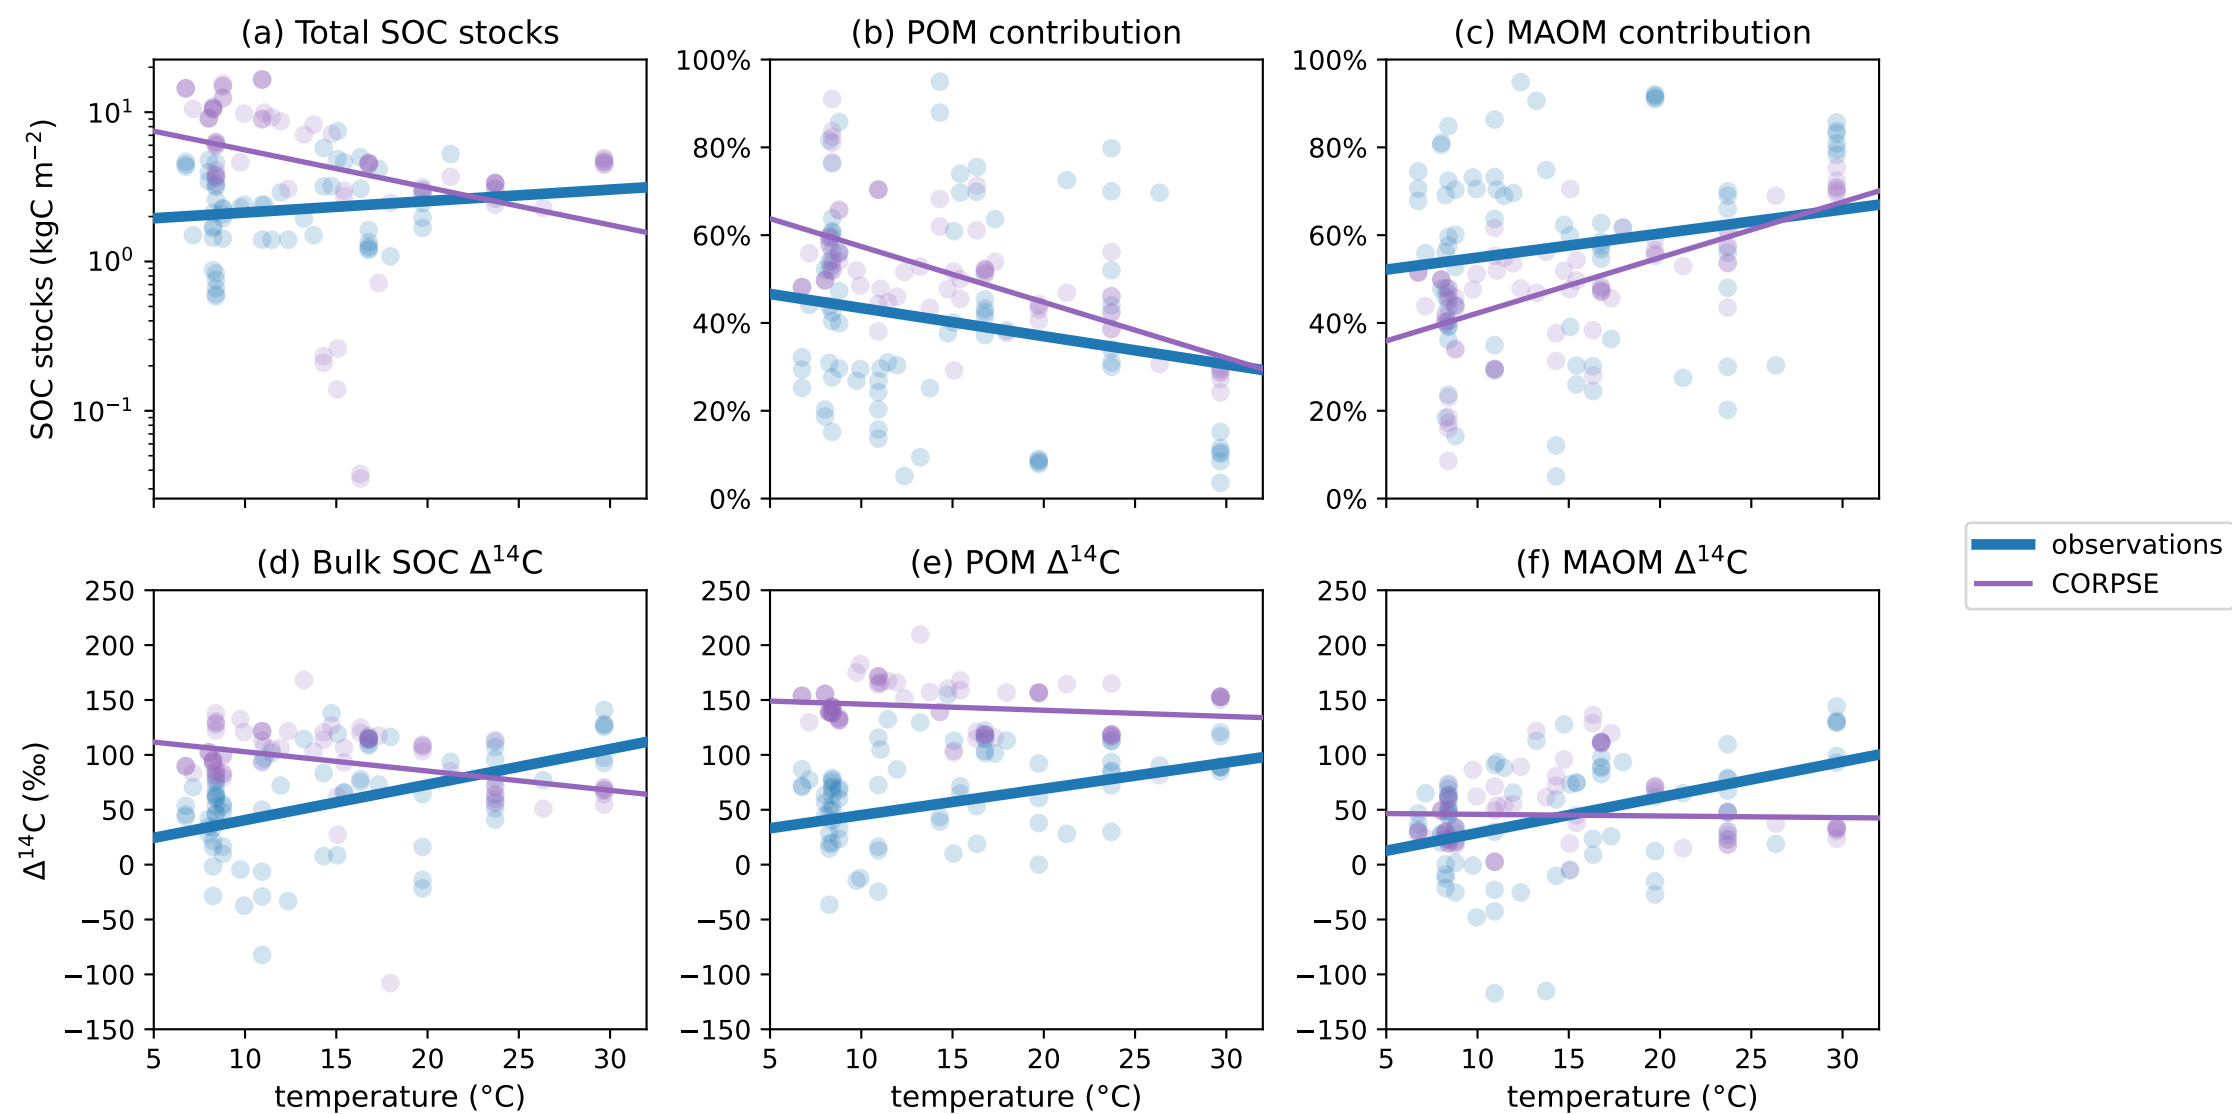 (a) Total SOC stocks
(b) POM contribution
(c) MAOM contribution
SOC stocks (kgC m⁻²)
10¹
10⁰
10⁻¹
100%
80%
60%
40%
20%
0%
100%
80%
60%
40%
20%
0%
observations
CORPSE
(d) Bulk SOC Δ¹⁴C
(e) POM Δ¹⁴C
(f) MAOM Δ¹⁴C
Δ¹⁴C (‰)
250
200
150
100
50
0
−50
−100
−150
250
200
150
100
50
0
−50
−100
−150
250
200
150
100
50
0
−50
−100
−150
5 10 15 20 25 30
5 10 15 20 25 30
5 10 15 20 25 30
temperature (°C)
temperature (°C)
temperature (°C)